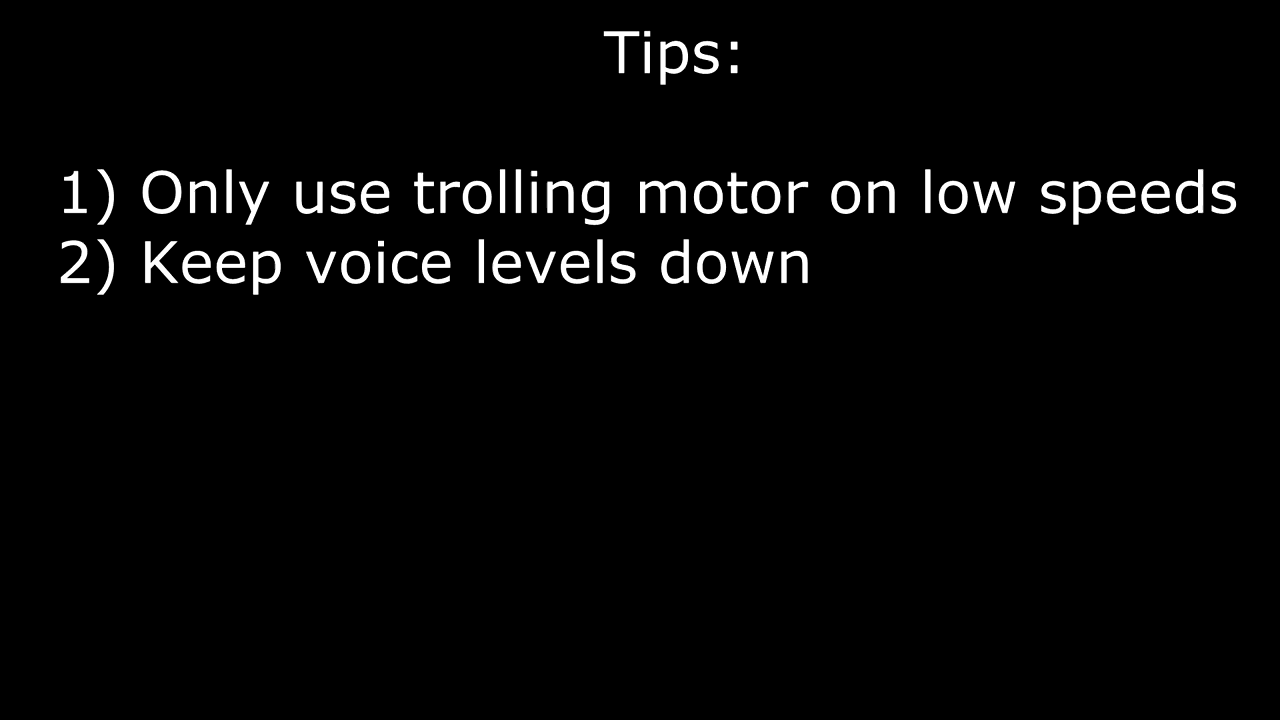 Tips:
1) Only use trolling motor on low speeds
2) Keep voice levels down